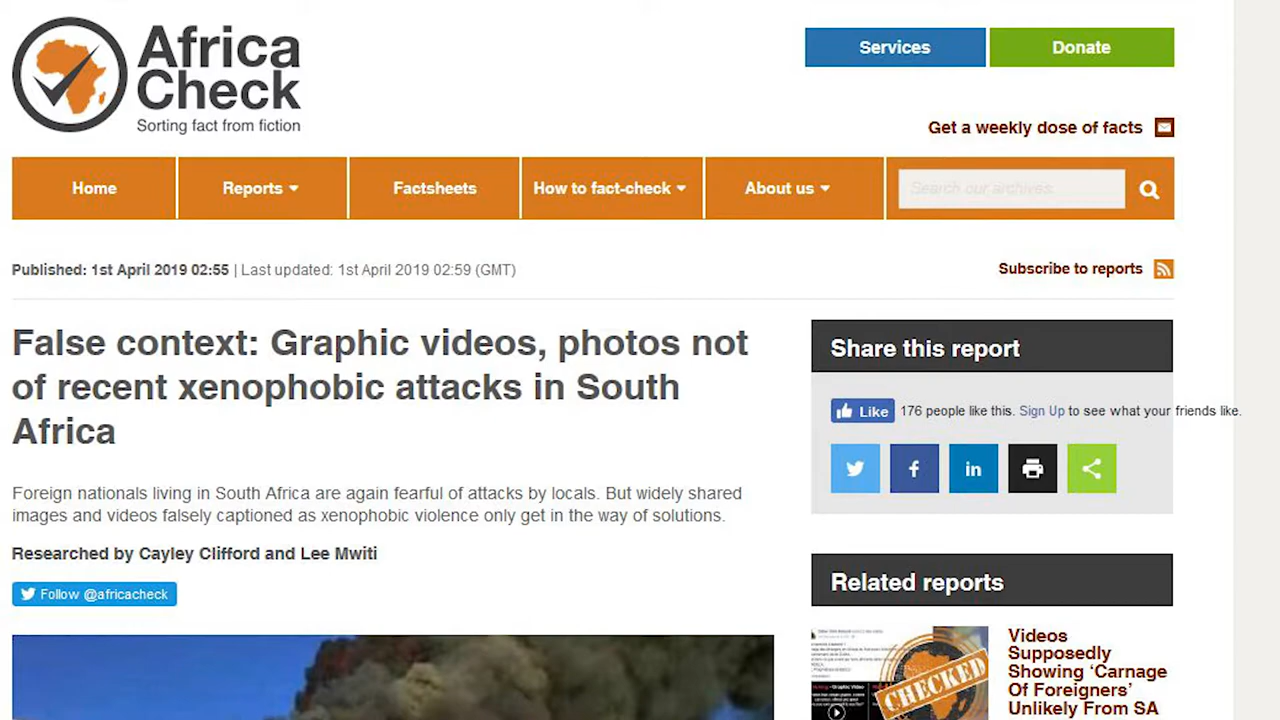 Africa
Check
Sorting fact from fiction
Services
Donate
Get a weekly dose of facts
Home
Reports
Factsheets
How to fact-check
About us
Search our archives
Published: 1st April 2019 02:55 | Last updated: 1st April 2019 02:59 (GMT)
Subscribe to reports
False context: Graphic videos, photos not
of recent xenophobic attacks in South
Africa
Foreign nationals living in South Africa are again fearful of attacks by locals. But widely shared
images and videos falsely captioned as xenophobic violence only get in the way of solutions.
Researched by Cayley Clifford and Lee Mwiti
Follow @africacheck
Share this report
Like
176 people like this. Sign Up to see what your friends like.
in
Related reports
CHECKED
Graphic Video
Videos
Supposedly
Showing ‘Carnage
Of Foreigners’
Unlikely From SA